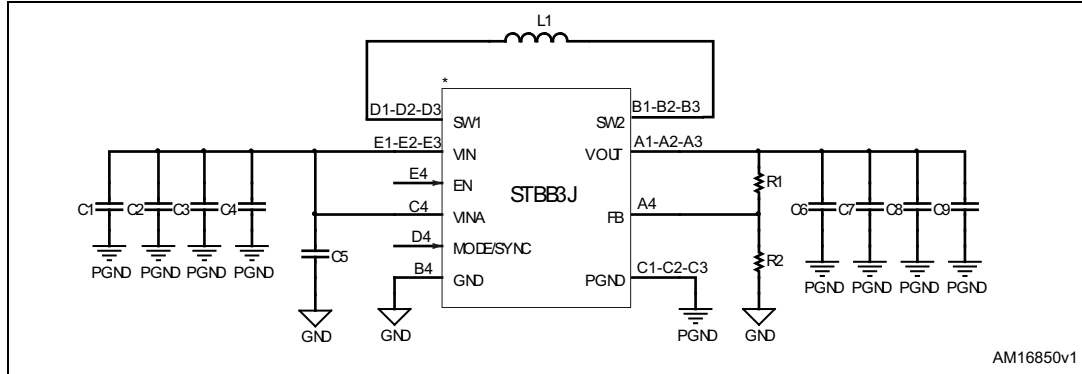 L1
*
D1-D2-D3
B1-B2-B3
SW1
SW2
E1-E2-E3
A1-A2-A3
VIN
VOUT
E4
EN
STBB3J
R1
C1
C2
C3
C4
C4
VINA
FB
A4
C6
C7
C8
C9
D4
MODE/SYNC
C5
R2
B4
GND
PGND
C1-C2-C3
PGND PGND PGND PGND
PGND PGND PGND PGND
GND
GND
PGND
GND
AM16850v1